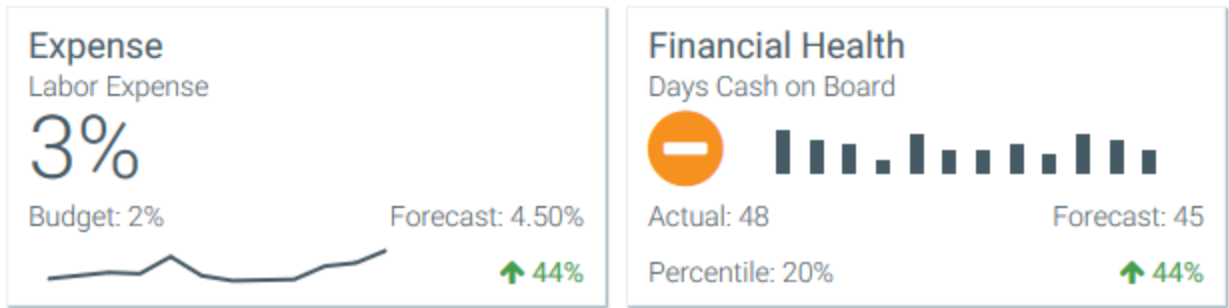 Expense
Labor Expense
3%
Budget: 2%
Forecast: 4.50%
44%
Financial Health
Days Cash on Board
Actual: 48
Forecast: 45
Percentile: 20%
44%